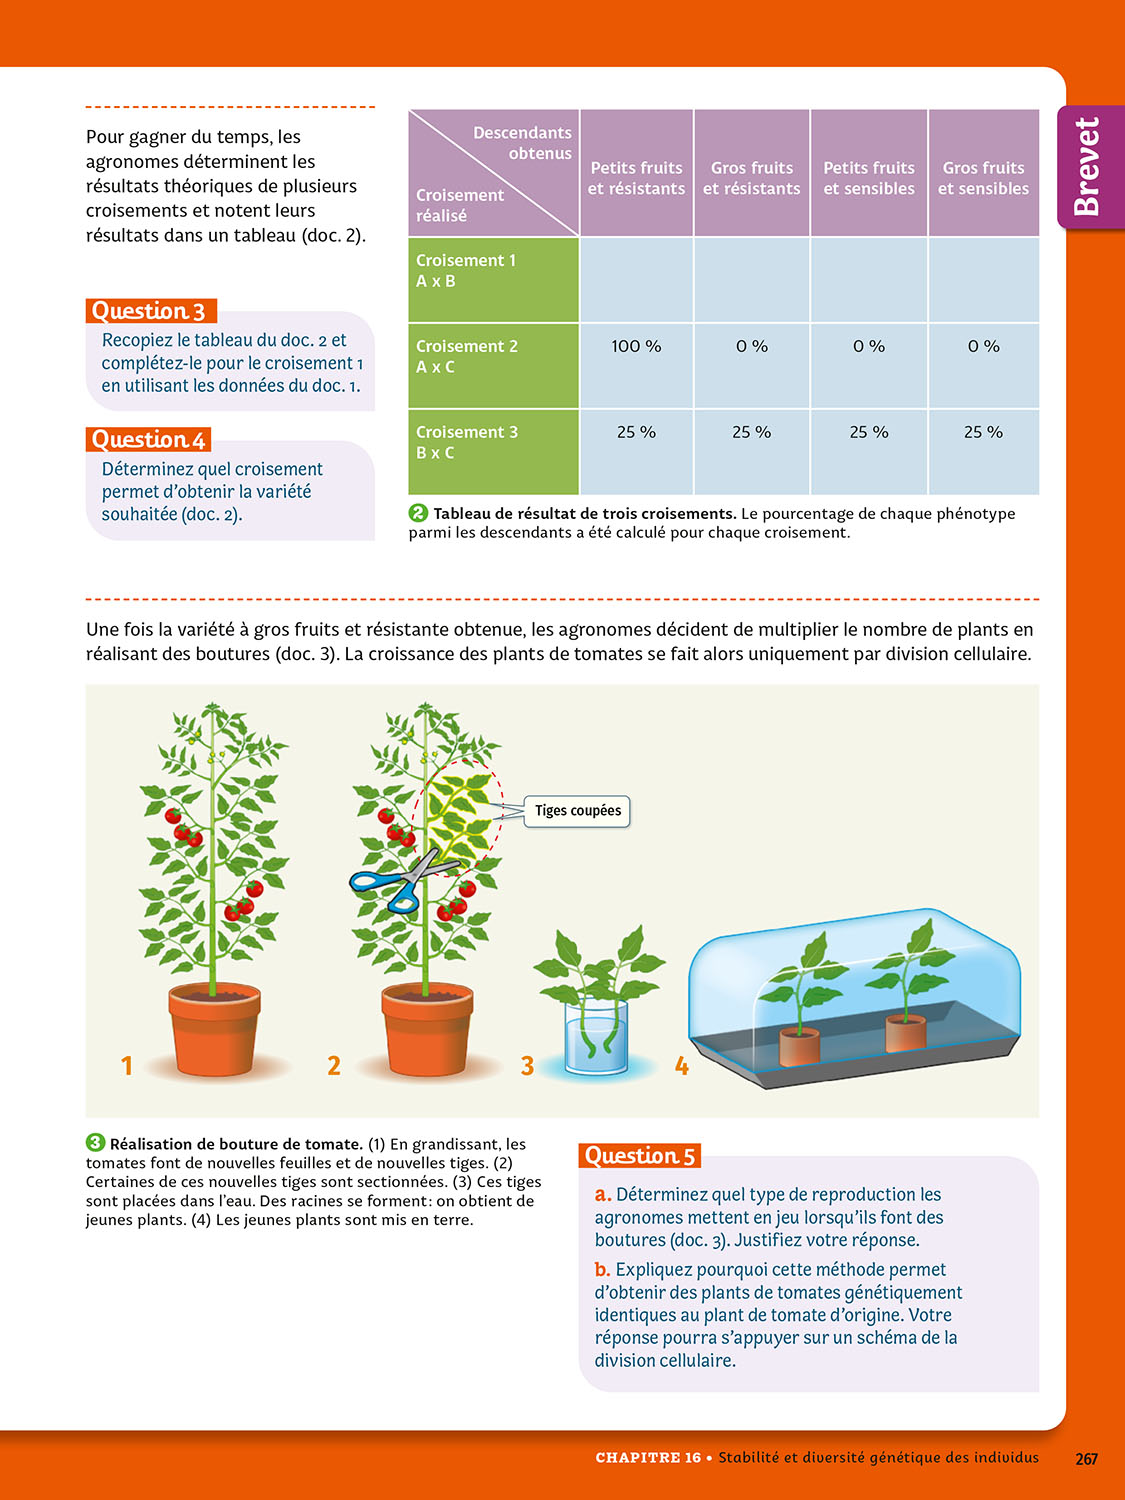 Brevet
Pour gagner du temps, les
agronomes déterminent les
résultats théoriques de plusieurs
croisements et notent leurs
résultats dans un tableau (doc. 2).
Question 3
Recopiez le tableau du doc. 2 et
complétez-le pour le croisement 1
en utilisant les données du doc. 1.
Question 4
Déterminez quel croisement
permet d'obtenir la variété
souhaitée (doc. 2).
Descendants
obtenus
Croisement
réalisé
Petits fruits
et résistants
Gros fruits
et résistants
Petits fruits
et sensibles
Gros fruits
et sensibles
Croisement 1
A x B
Croisement 2
A x C
100 % 0 % 0 % 0 %
Croisement 3
B x C
25 % 25 % 25 % 25 %
2 Tableau de résultat de trois croisements. Le pourcentage de chaque phénotype
parmi les descendants a été calculé pour chaque croisement.
Une fois la variété à gros fruits et résistante obtenue, les agronomes décident de multiplier le nombre de plants en
réalisant des boutures (doc. 3). La croissance des plants de tomates se fait alors uniquement par division cellulaire.
Tiges coupées
1 2 3 4
3 Réalisation de bouture de tomate. (1) En grandissant, les
tomates font de nouvelles feuilles et de nouvelles tiges. (2)
Certaines de ces nouvelles tiges sont sectionnées. (3) Ces tiges
sont placées dans l'eau. Des racines se forment : on obtient de
jeunes plants. (4) Les jeunes plants sont mis en terre.
Question 5
a. Déterminez quel type de reproduction les
agronomes mettent en jeu lorsqu'ils font des
boutures (doc. 3). Justifiez votre réponse.
b. Expliquez pourquoi cette méthode permet
d'obtenir des plants de tomates génétiquement
identiques au plant de tomate d'origine. Votre
réponse pourra s'appuyer sur un schéma de la
division cellulaire.
CHAPITRE 16 • Stabilité et diversité génétique des individus 267